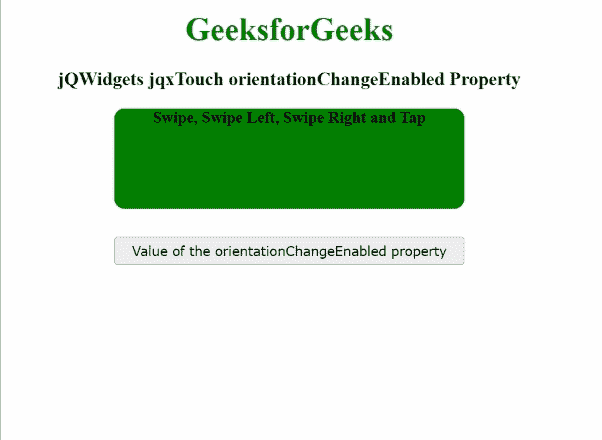 GeeksforGeeks
jQWidgets jqxTouch orientationChangeEnabled Property
Swipe, Swipe Left, Swipe Right and Tap
Value of the orientationChangeEnabled property